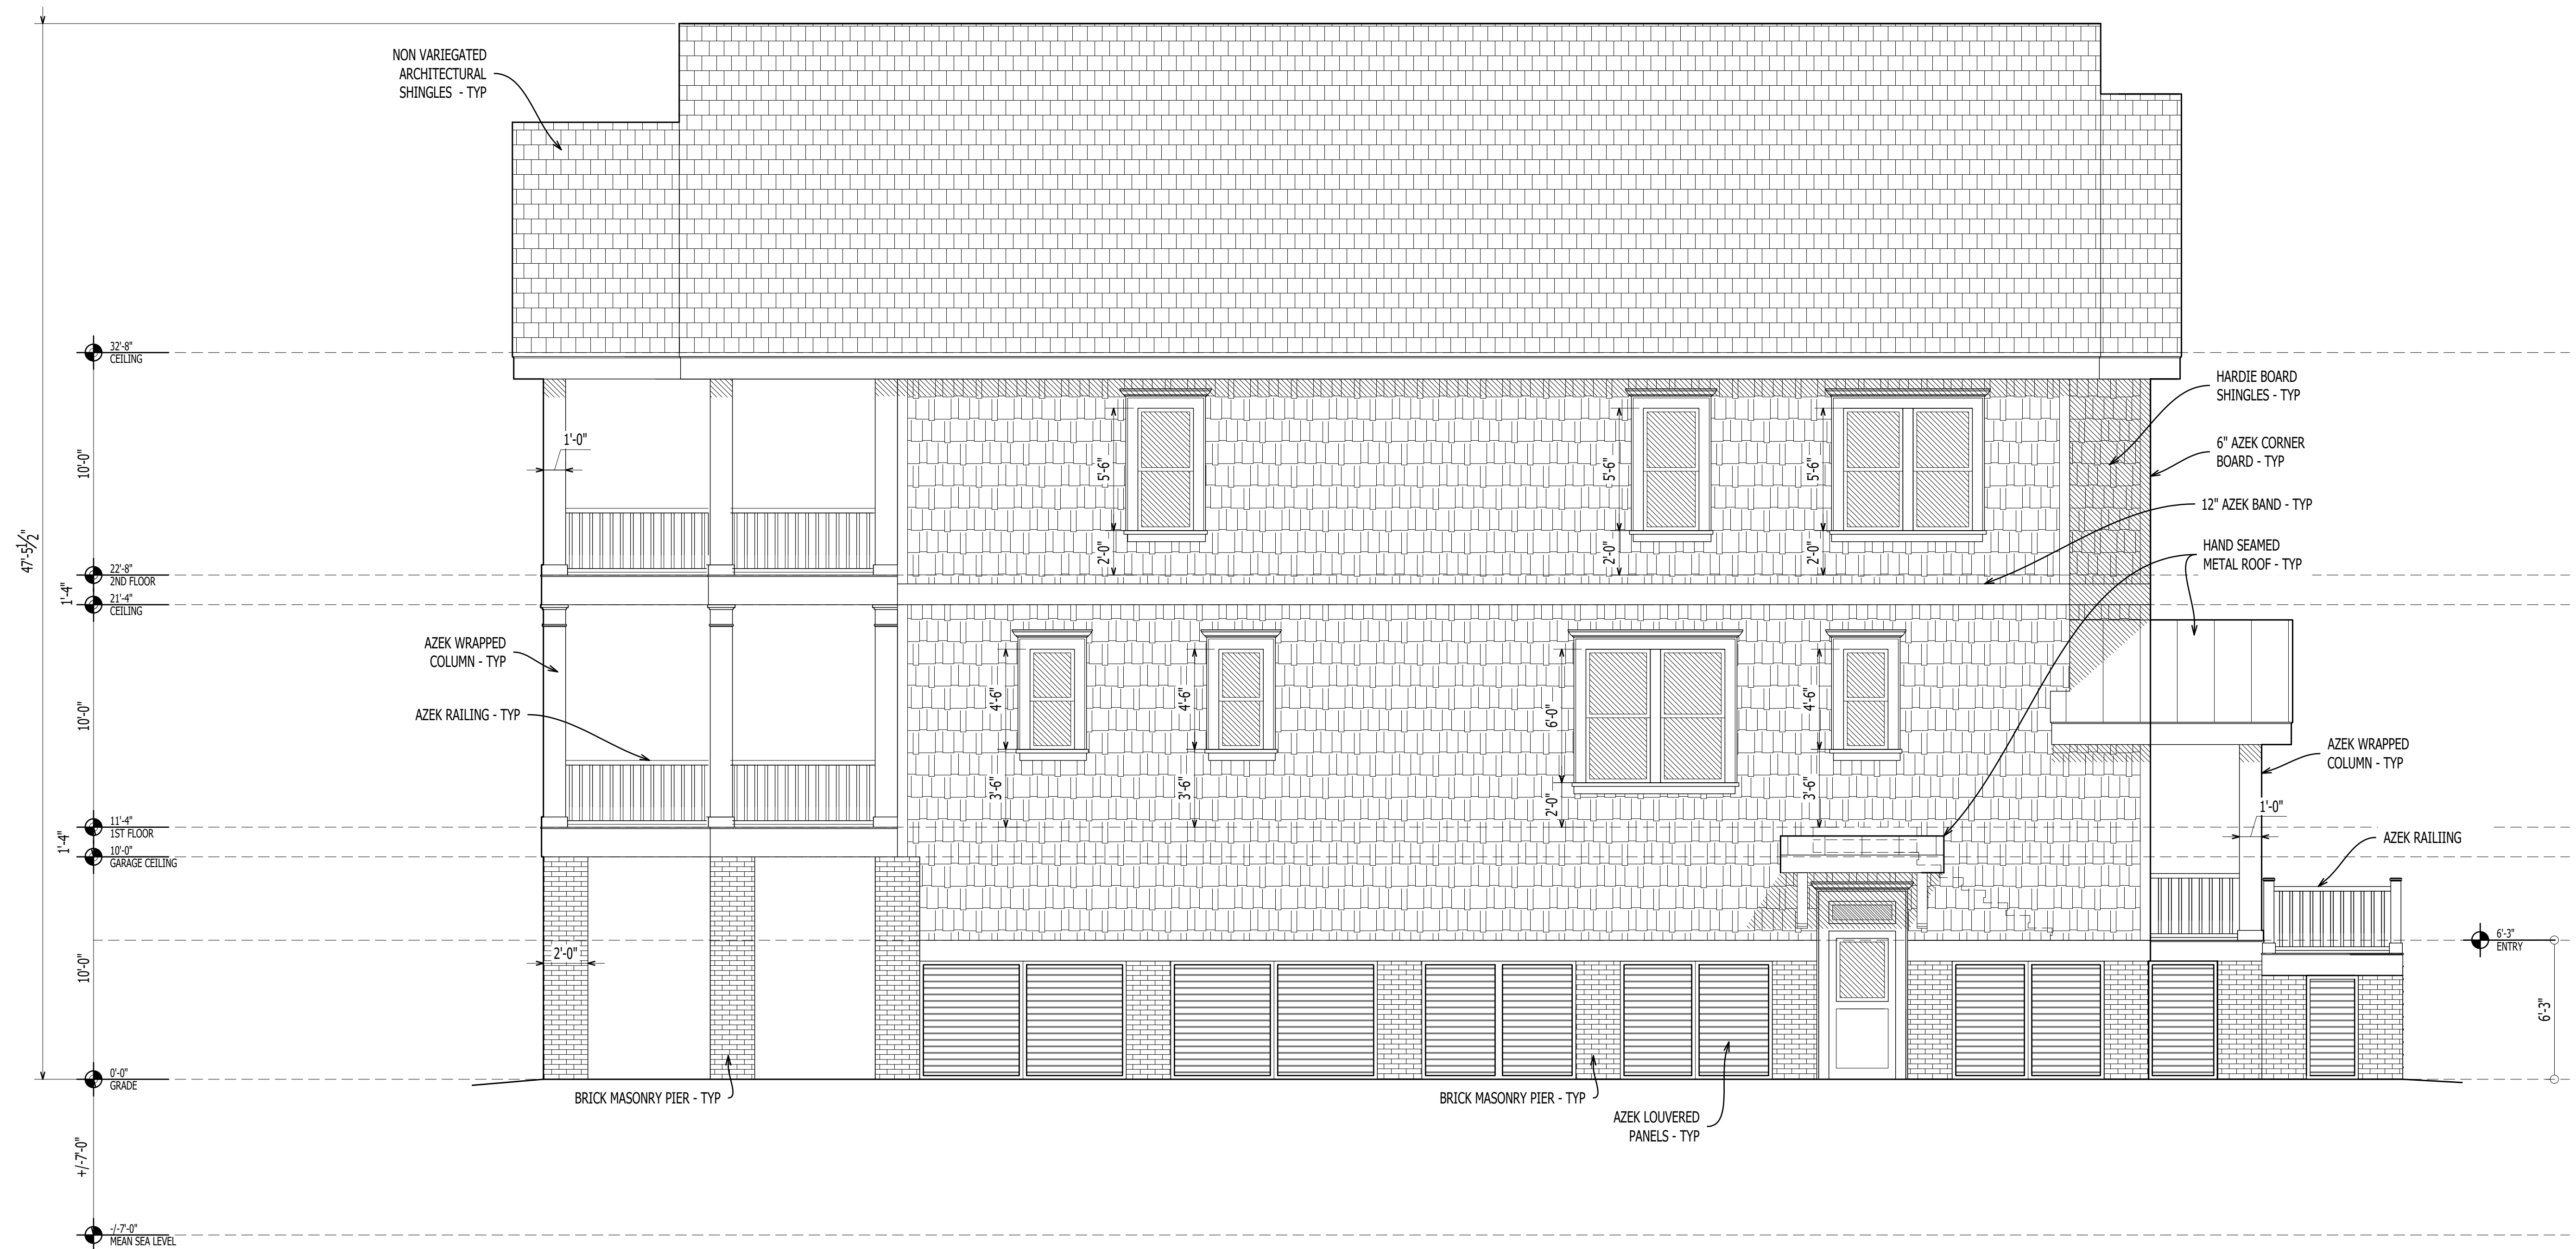 NON VARIEGATED
ARCHITECTURAL
SHINGLES - TYP
32'-8"
CEILING
HARDIE BOARD
SHINGLES - TYP
6" AZEK CORNER
BOARD - TYP
1'-0"
10'-0"
5'-6"
5'-6"
5'-6"
12" AZEK BAND - TYP
47'-5½"
HAND SEAMED
METAL ROOF - TYP
2'-0"
2'-0"
2'-0"
22'-8"
2ND FLOOR
1'-4"
21'-4"
CEILING
AZEK WRAPPED
COLUMN - TYP
AZEK RAILING - TYP
10'-0"
4'-6"
4'-6"
6'-0"
4'-6"
AZEK WRAPPED
COLUMN - TYP
3'-6"
3'-6"
2'-0"
3'-6"
1'-0"
11'-4"
1ST FLOOR
1'-4"
10'-0"
GARAGE CEILING
AZEK RAILIING
6'-3"
ENTRY
2'-0"
10'-0"
6'-3"
0'-0"
GRADE
BRICK MASONRY PIER - TYP
BRICK MASONRY PIER - TYP
AZEK LOUVERED
PANELS - TYP
+/-7'-0"
-/-7'-0"
MEAN SEA LEVEL